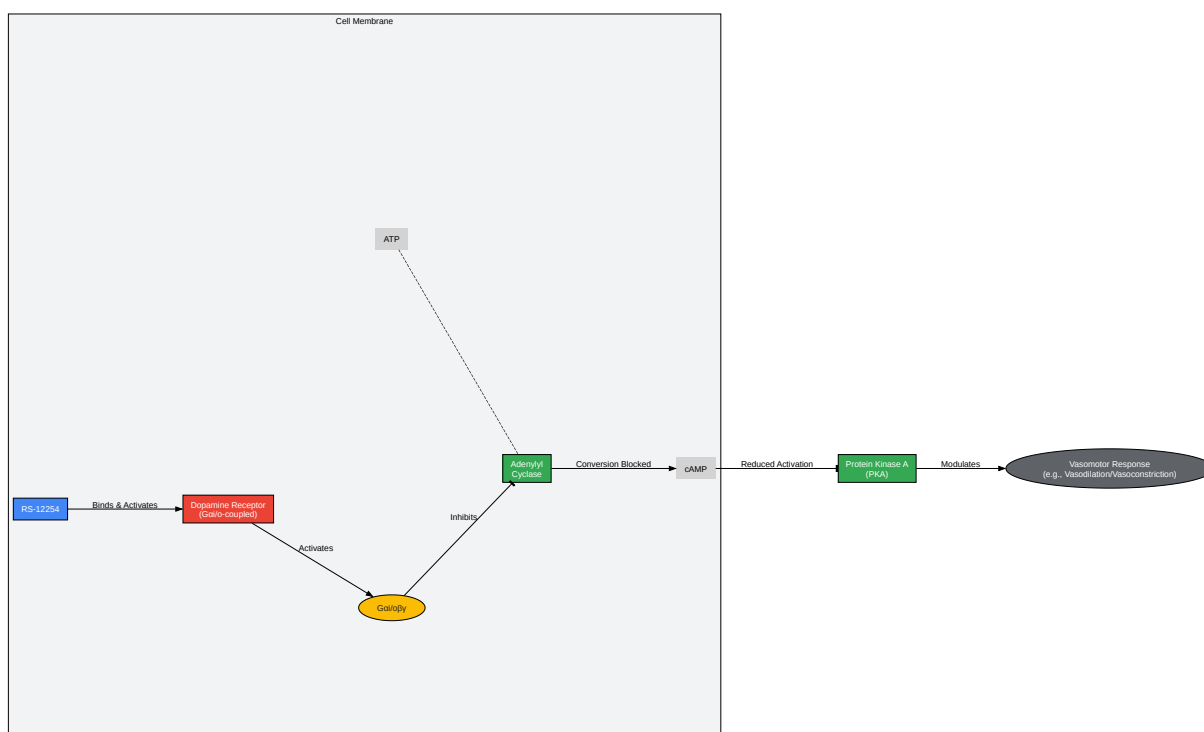 Cell Membrane
ATP
Adenylyl
Cyclase
Conversion Blocked
cAMP
Reduced Activation
Protein Kinase A
(PKA)
Modulates
Vasomotor Response
(e.g., Vasodilation/Vasoconstriction)
RS-12254
Binds & Activates
Dopamine Receptor
(Gαi/o-coupled)
Inhibits
Activates
Gαi/oβγ